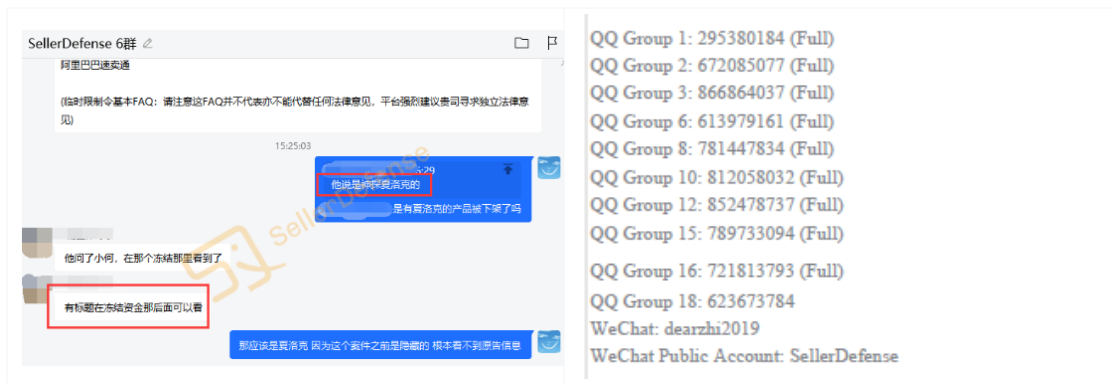 SellerDefense 6群
阿里巴巴速卖通
(临时限制令基本FAQ：请注意这FAQ并不代表亦不能代替任何法律意见，平台强烈建议贵司寻求独立法律意
见)
15:25:03
5:29
他说是神探夏洛克的
是有夏洛克的产品被下架了吗
SellerDefense
他问了小何，在那个冻结那里看到了
有标题在冻结资金那后面可以看
那应该是夏洛克 因为这个案件之前是隐藏的 根本看不到原告信息
QQ Group 1: 295380184 (Full)
QQ Group 2: 672085077 (Full)
QQ Group 3: 866864037 (Full)
QQ Group 6: 613979161 (Full)
QQ Group 8: 781447834 (Full)
QQ Group 10: 812058032 (Full)
QQ Group 12: 852478737 (Full)
QQ Group 15: 789733094 (Full)
QQ Group 16: 721813793 (Full)
QQ Group 18: 623673784
WeChat: dearzhi2019
WeChat Public Account: SellerDefense